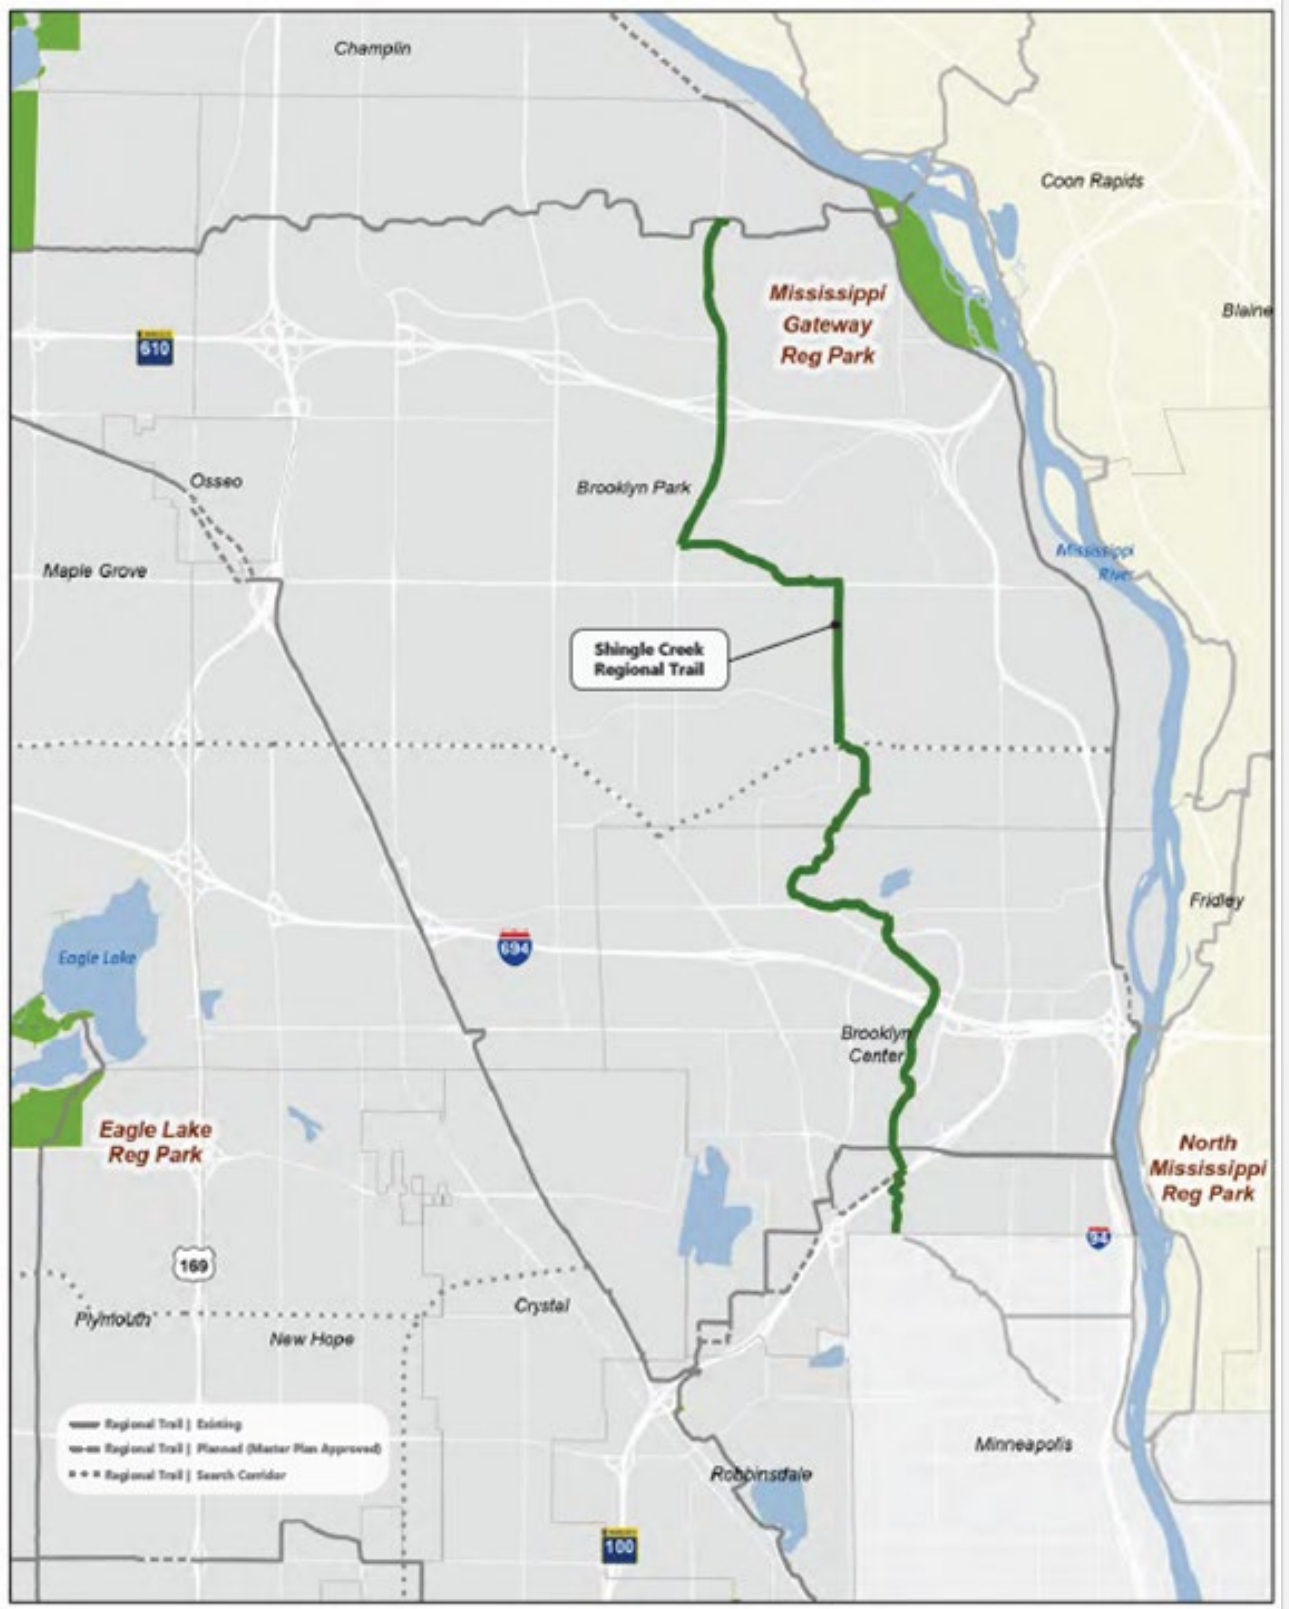 Champlin
Coon Rapids
Mississippi
Gateway
Reg Park
Blaine
610
Osseo
Brooklyn Park
Mississippi
River
Maple Grove
Shingle Creek
Regional Trail
Fridley
694
Eagle Lake
Brooklyn
Center
Eagle Lake
Reg Park
North
Mississippi
Reg Park
94
169
Plymouth
Crystal
New Hope
Regional Trail | Existing
Regional Trail | Planned (Master Plan Approved)
Regional Trail | Search Corridor
Minneapolis
Robbinsdale
100